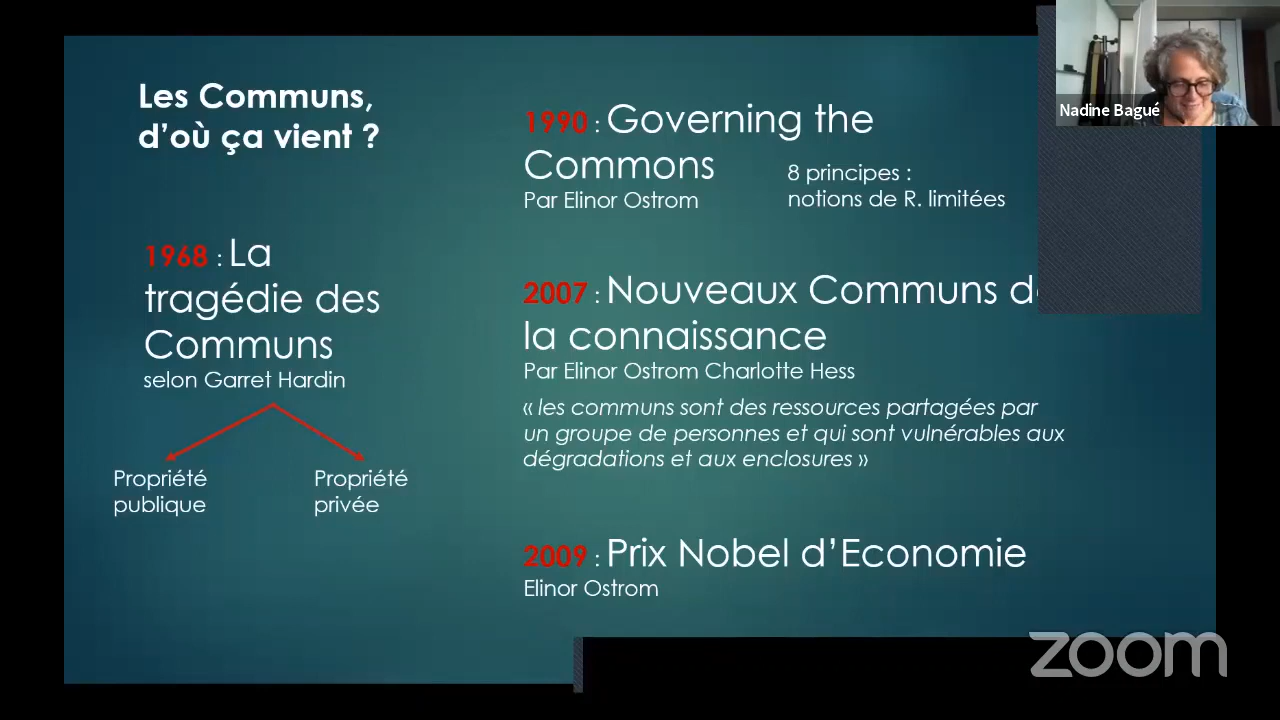 Les Communs,
d’où ça vient ?
1968 : La
tragédie des
Communs
selon Garret Hardin
Propriété
publique
Propriété
privée
1990 : Governing the
Commons
Par Elinor Ostrom
8 principes :
notions de R. limitées
2007 : Nouveaux Communs
la connaissance
Par Elinor Ostrom Charlotte Hess
« les communs sont des ressources partagées par
un groupe de personnes et qui sont vulnérables aux
dégradations et aux enclosures »
2009 : Prix Nobel d’Economie
Elinor Ostrom
Nadine Bagué
zoom